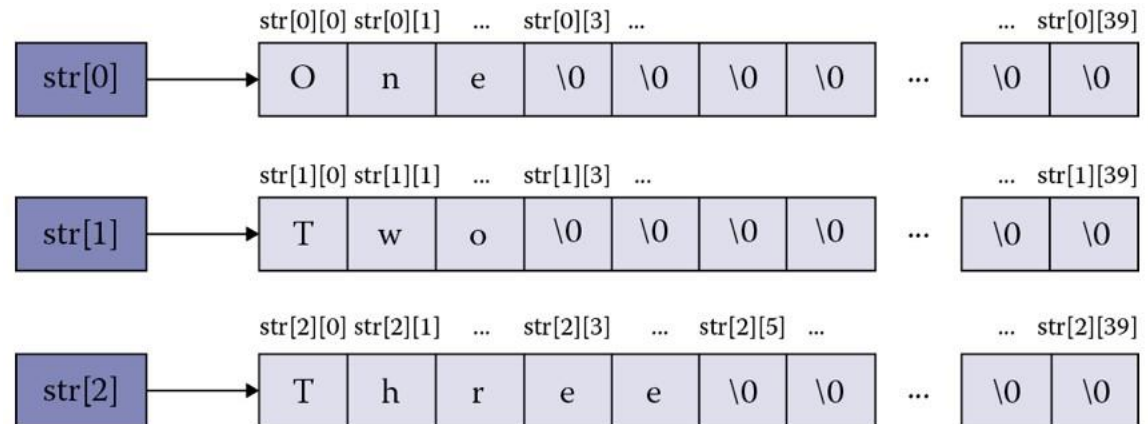 str[0][0] str[0][1] ... str[0][3] ... ... str[0][39]
str[0] O n e \0 \0 \0 \0 ... \0 \0
str[1][0] str[1][1] ... str[1][3] ... ... str[1][39]
str[1] T w o \0 \0 \0 \0 ... \0 \0
str[2][0] str[2][1] ... str[2][3] ... str[2][5] ... ... str[2][39]
str[2] T h r e e \0 \0 ... \0 \0